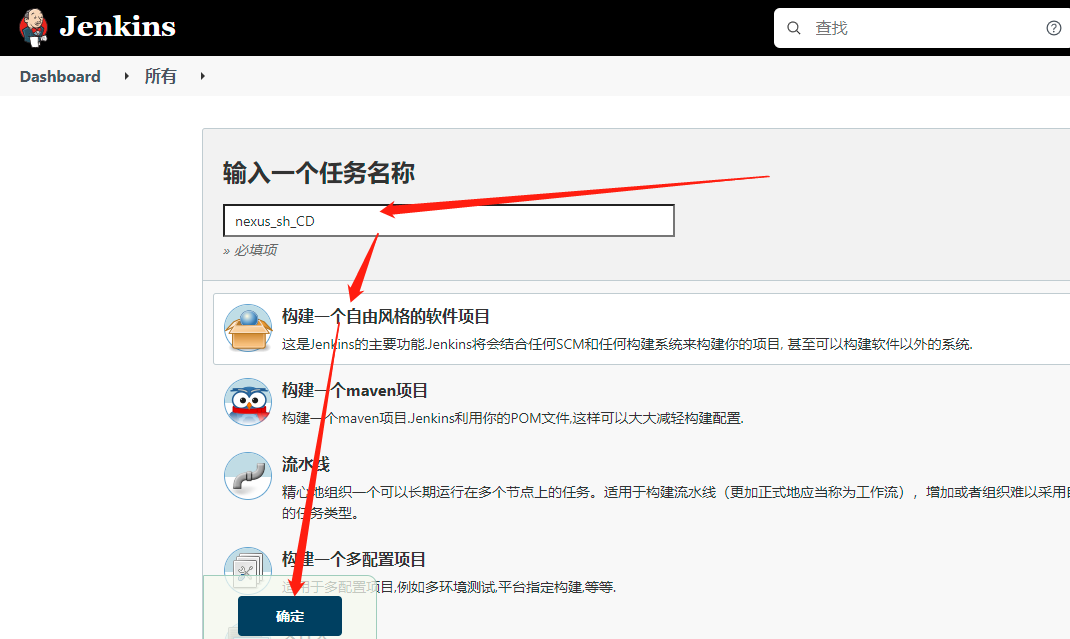 Jenkins
查找
Dashboard
所有
输入一个任务名称
nexus_sh_CD
» 必填项
构建一个自由风格的软件项目
这是Jenkins的主要功能.Jenkins将会结合任何SCM和任何构建系统来构建你的项目, 甚至可以构建软件以外的系统.
构建一个maven项目
构建一个maven项目.Jenkins利用你的POM文件,这样可以大大减轻构建配置.
流水线
精心地组织一个可以长期运行在多个节点上的任务。适用于构建流水线（更加正式地应当称为工作流），增加或者组织难以采用
的任务类型。
构建一个多配置项目
适用于多配置项目,例如多环境测试,平台指定构建,等等.
确定